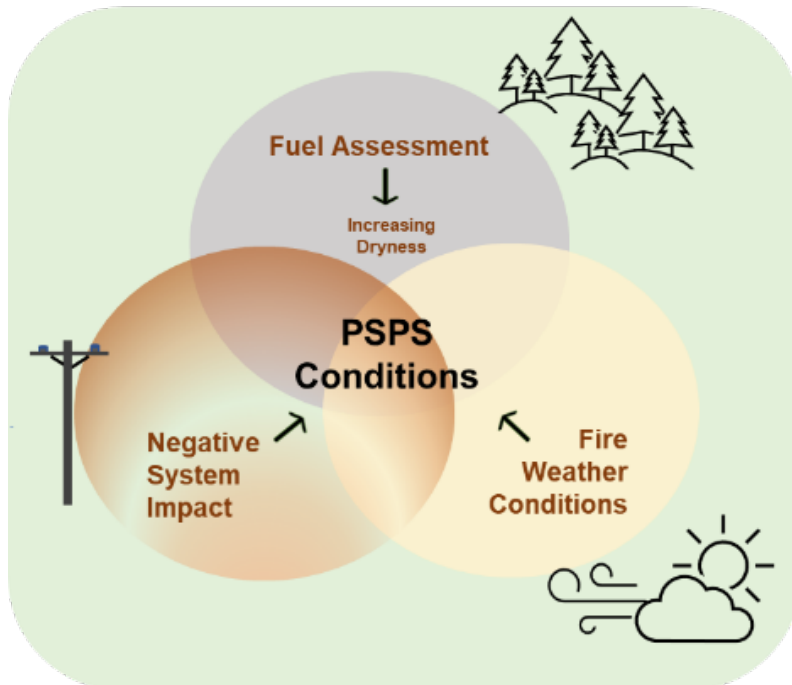 Fuel Assessment
Increasing
Dryness
PSPS
Conditions
Negative
System
Impact
Fire
Weather
Conditions